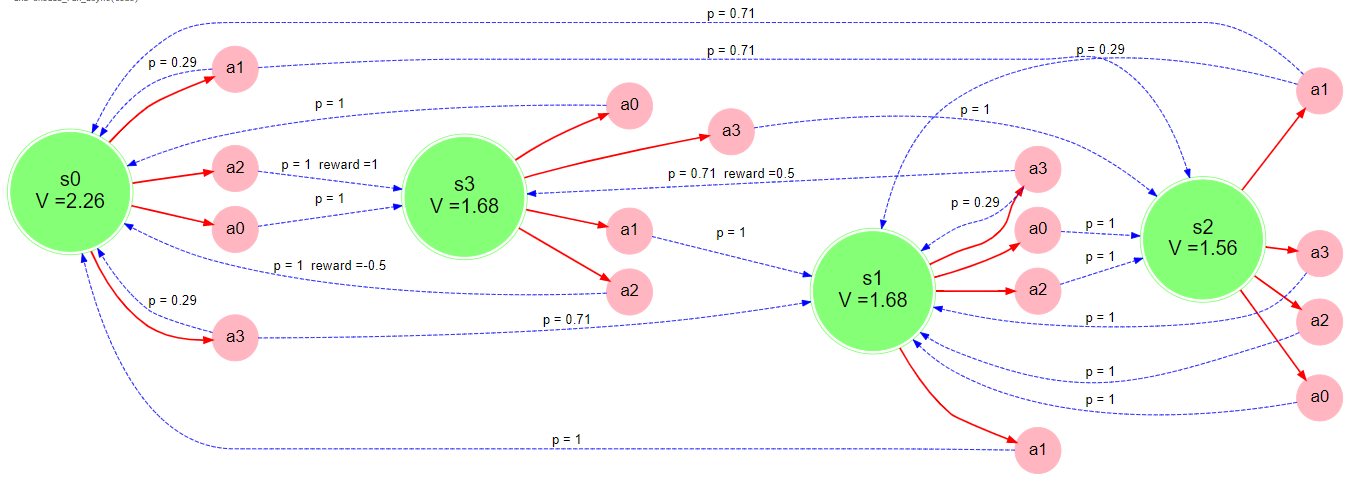 p = 0.71
p = 0.29
a1
p = 0.71
p = 0.29
a1
p = 1
a0
a3
p = 1
s0
V =2.26
a2
p = 1 reward =1
p = 1
a0
s3
V =1.68
p = 0.71 reward =0.5
a3
p = 0.29
a1
p = 1
a0
p = 1
s2
V =1.56
a3
p = 1 reward =-0.5
a2
s1
V =1.68
p = 1
a2
p = 0.29
a3
p = 0.71
p = 1
a2
p = 1
p = 1
a0
p = 1
a1